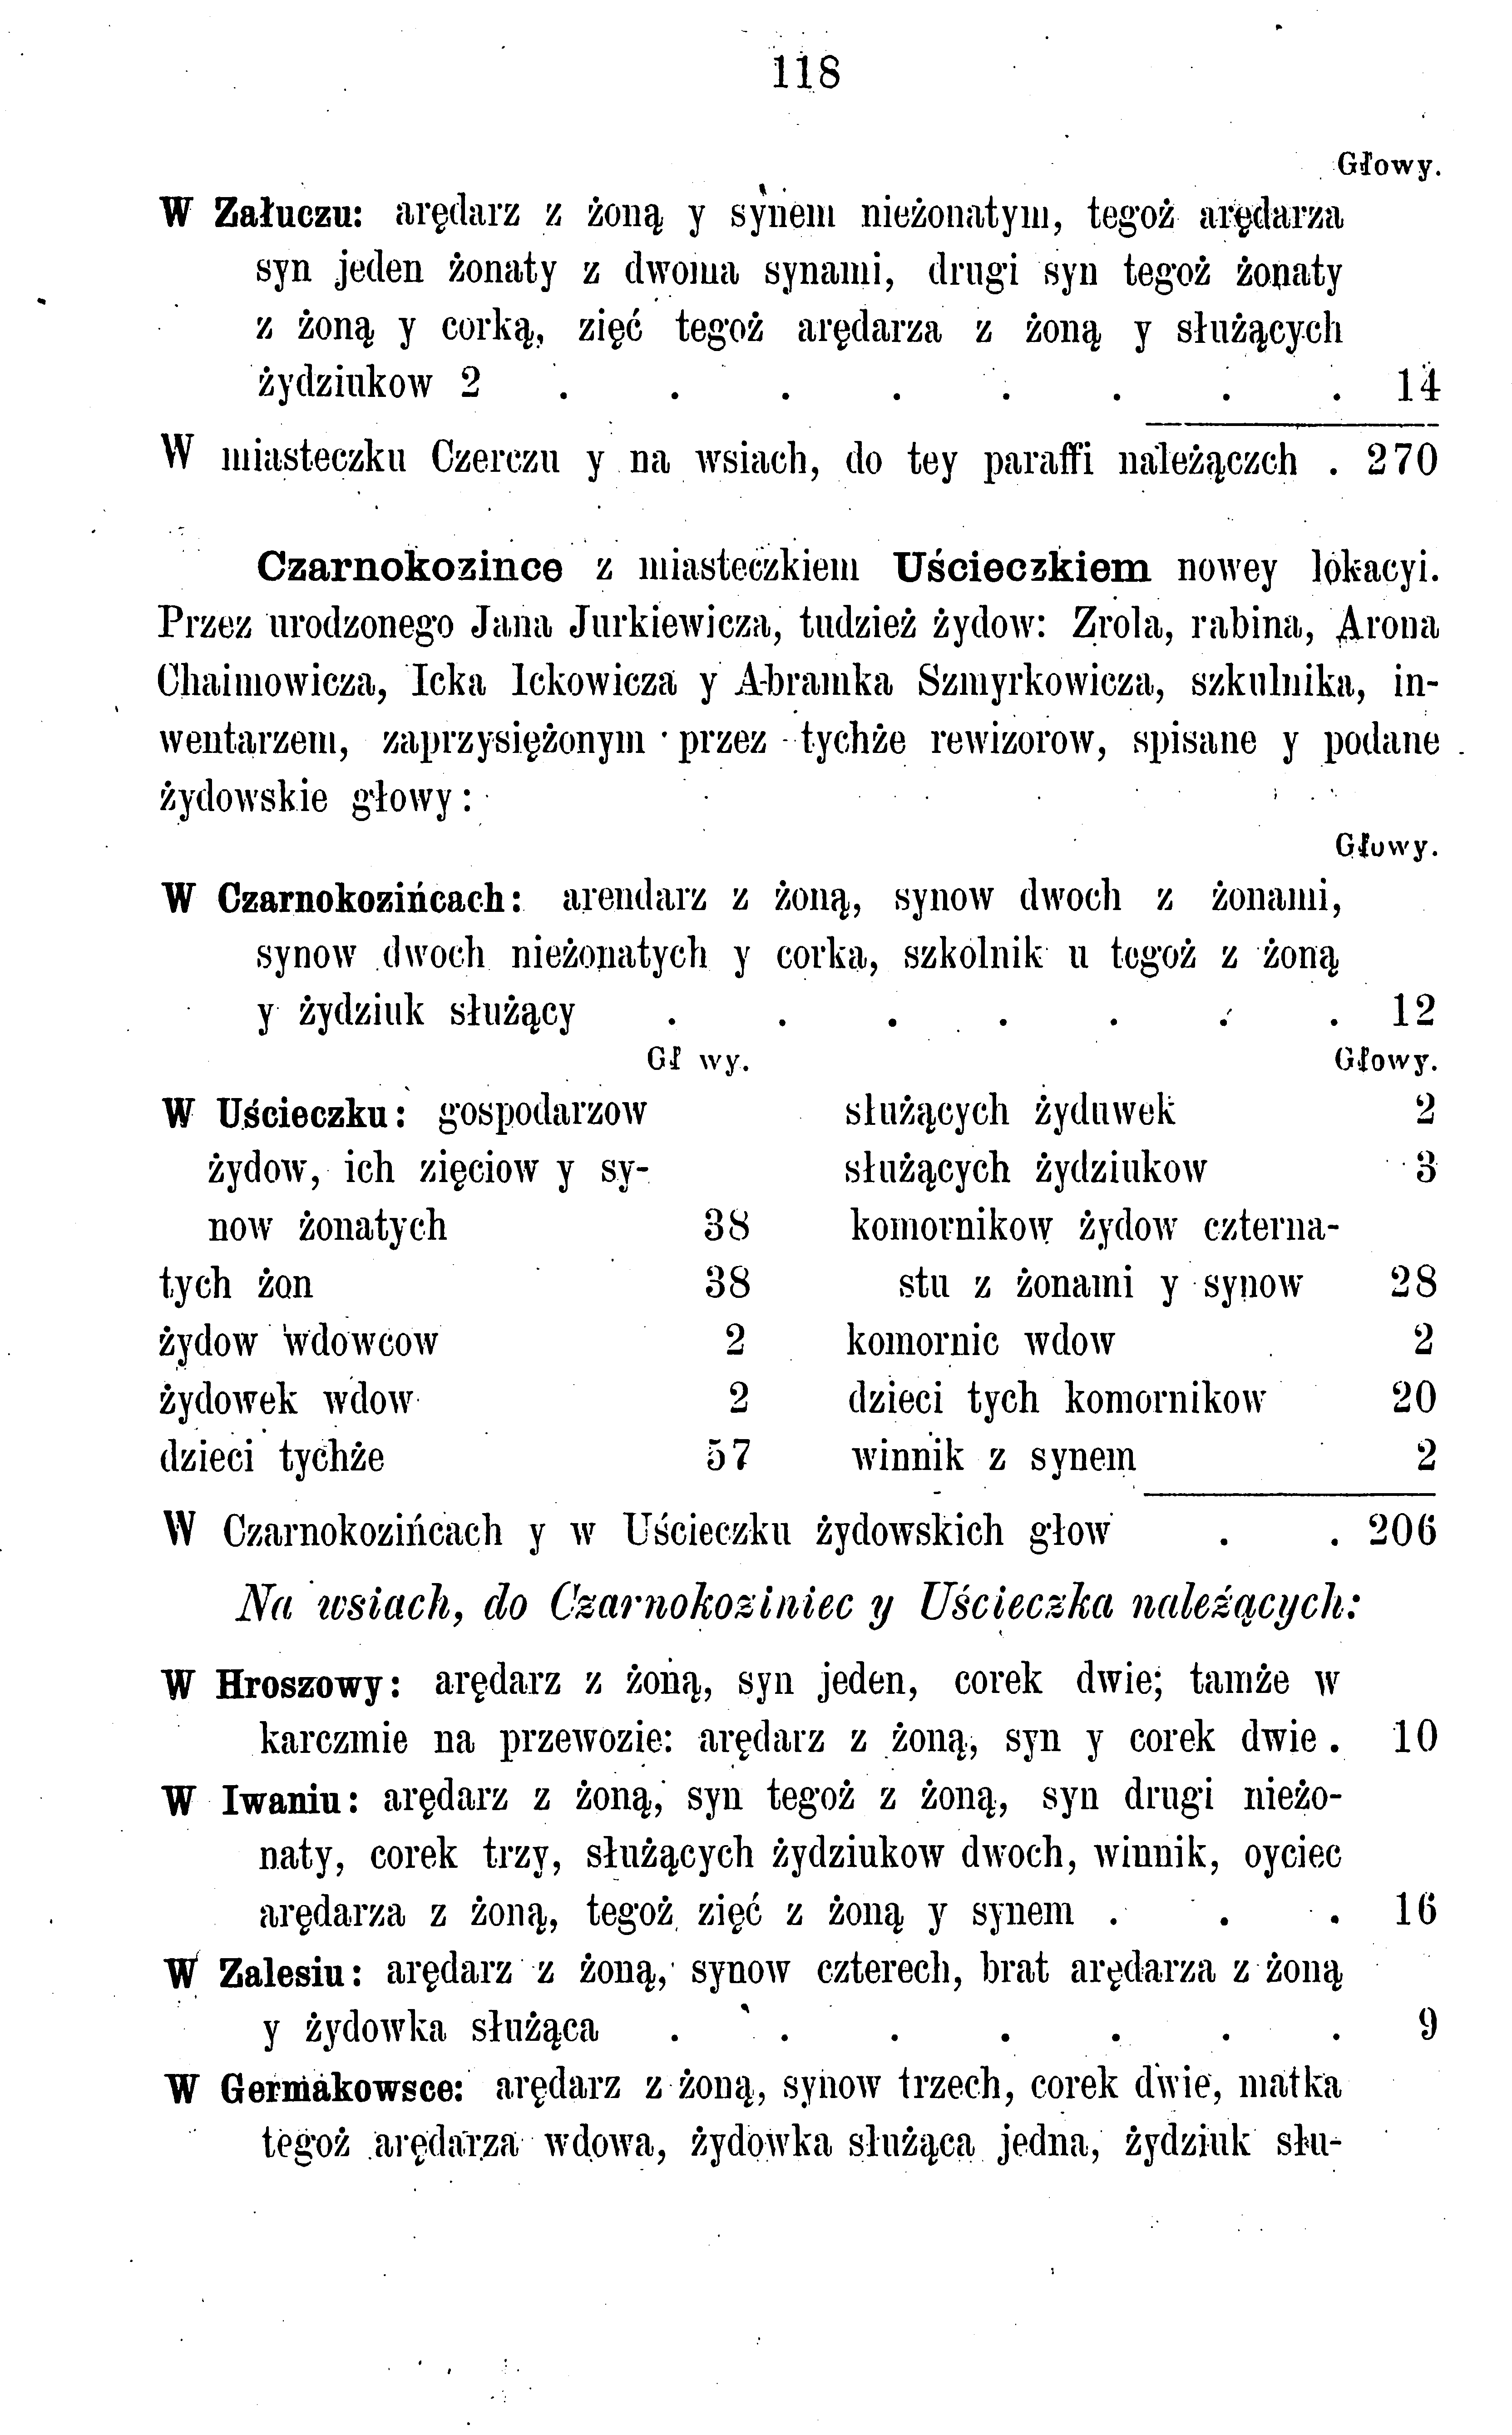 118
Głowy.
W Załuczu: arędarz z żoną y synem nieżonatym, tegoż arędarza
syn jeden żonaty z dwoma synami, drugi syn tegoż żonaty
z żoną y corką, zięć tegoż arędarza z żoną y służących
żydziukow 2 . . . . . . . . 14
W miasteczku Czerczu y na wsiach, do tey paraffi należączch . 270
Czarnokozince z miasteczkiem Uścieczkiem nowey lokacyi.
Przez urodzonego Jana Jurkiewicza, tudzież żydow: Zrola, rabina, Arona
Chaimowicza, Icka Ickowicza y Abramka Szmyrkowicza, szkulnika, in-
wentarzem, zaprzysiężonym przez tychże rewizorow, spisane y podane
żydowskie głowy:
Głowy.
W Czarnokozińcach: arendarz z żoną, synow dwoch z żonami,
synow dwoch nieżonatych y corka, szkolnik u tegoż z żoną
y żydziuk służący . . . . . . . 12
Gł wy.
W Uścieczku: gospodarzow
żydow, ich zięciow y sy-
now żonatych 38
tych żon 38
żydow wdowcow 2
żydowek wdow 2
dzieci tychże 57
Głowy.
służących żyduwek 2
służących żydziukow 3
komornikow żydow czterna-
stu z żonami y synow 28
komornic wdow 2
dzieci tych komornikow 20
winnik z synem 2
W Czarnokozińcach y w Uścieczku żydowskich głow . . 206
Na wsiach, do Czarnokoziniec y Uścieczka należących:
W Hroszowy: arędarz z żoną, syn jeden, corek dwie; tamże w
karczmie na przewozie: arędarz z żoną, syn y corek dwie . 10
W Iwaniu: arędarz z żoną, syn tegoż z żoną, syn drugi nieżo-
naty, corek trzy, służących żydziukow dwoch, winnik, oyciec
arędarza z żoną, tegoż zięć z żoną y synem . . . 16
W Zalesiu: arędarz z żoną, synow czterech, brat arędarza z żoną
y żydowka służąca . . . . . . . 9
W Germakowsce: arędarz z żoną, synow trzech, corek dwie, matka
tegoż arędarza wdowa, żydowka służąca jedna, żydziuk słu-